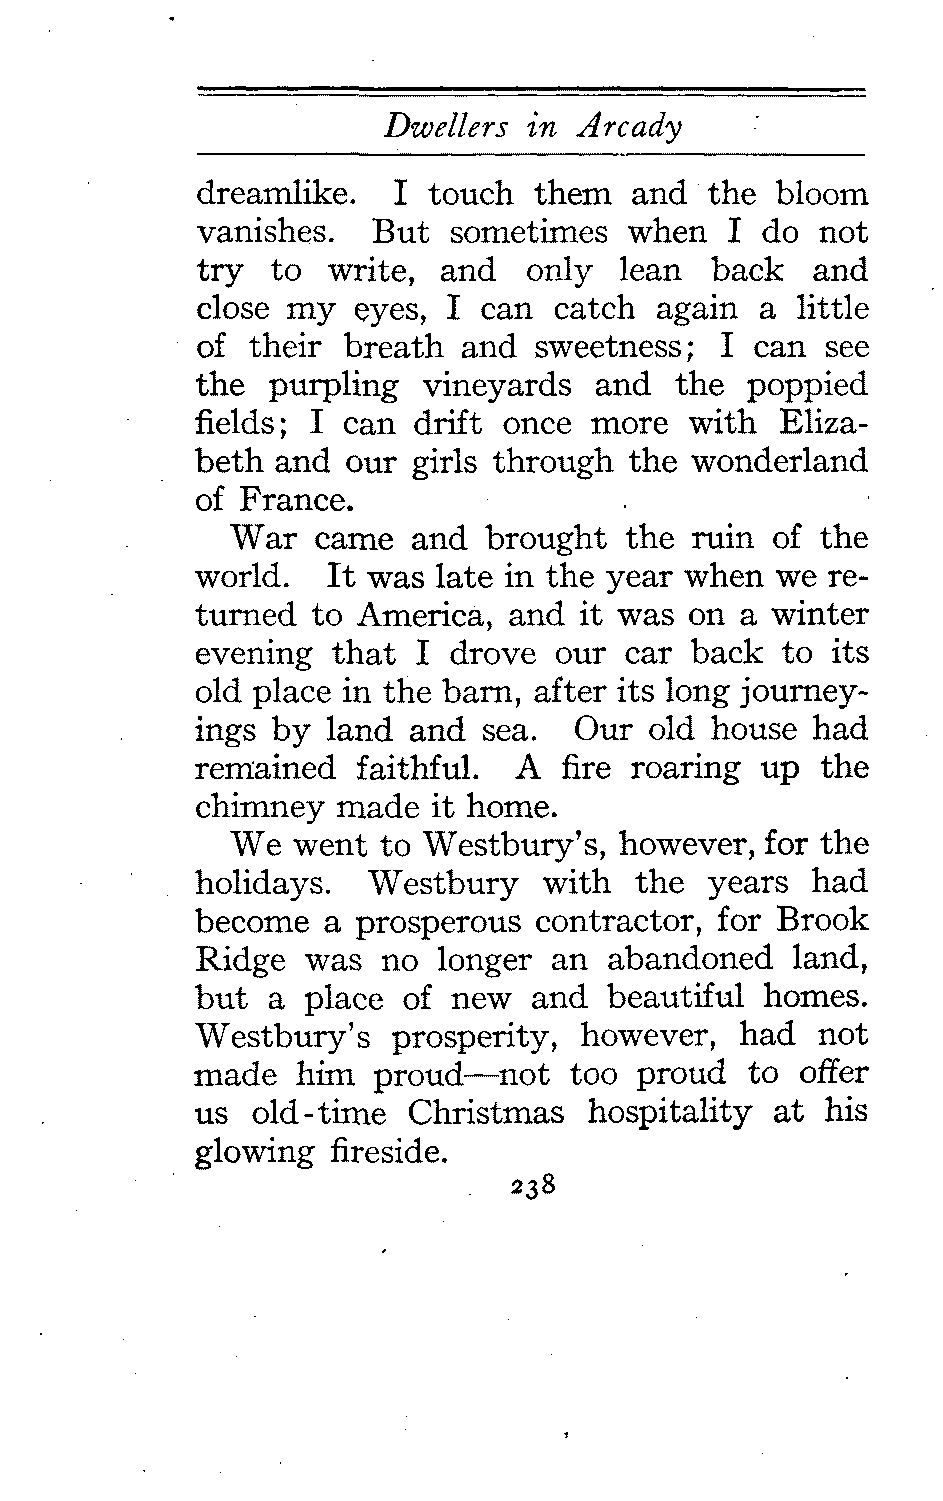 Dwellers in Arcady
dreamlike. I touch them and the bloom
vanishes. But sometimes when I do not
try to write, and only lean back and
close my eyes, I can catch again a little
of their breath and sweetness; I can see
the purpling vineyards and the poppied
fields; I can drift once more with Eliza-
beth and our girls through the wonderland
of France.
War came and brought the ruin of the
world. It was late in the year when we re-
turned to America, and it was on a winter
evening that I drove our car back to its
old place in the barn, after its long journey-
ings by land and sea. Our old house had
remained faithful. A fire roaring up the
chimney made it home.
We went to Westbury's, however, for the
holidays. Westbury with the years had
become a prosperous contractor, for Brook
Ridge was no longer an abandoned land,
but a place of new and beautiful homes.
Westbury's prosperity, however, had not
made him proud—not too proud to offer
us old-time Christmas hospitality at his
glowing fireside.
238